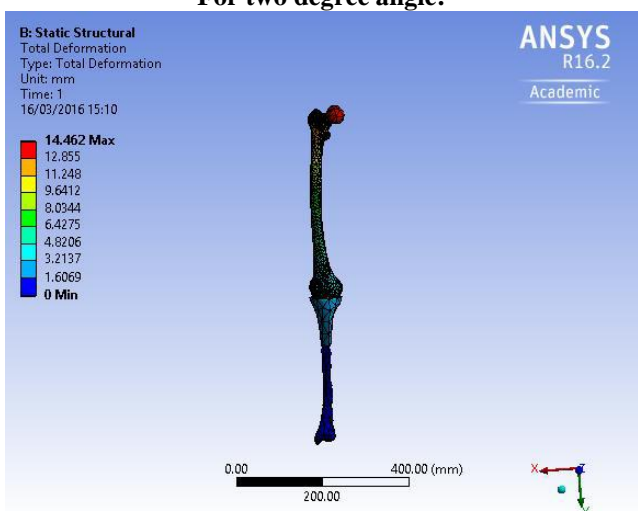 For two degree angle:
B: Static Structural
Total Deformation
Type: Total Deformation
Unit: mm
Time: 1
16/03/2016 15:10
ANSYS
R16.2
Academic
14.462 Max
12.855
11.248
9.6412
8.0344
6.4275
4.8206
3.2137
1.6069
0 Min
0.00
400.00 (mm)
200.00
X
Z
Y